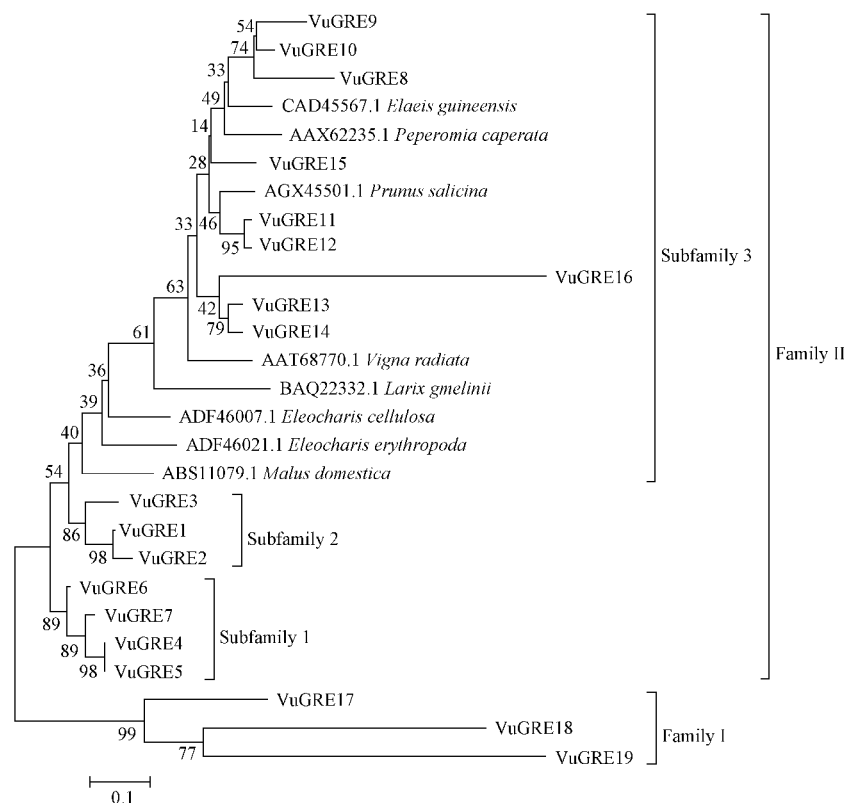 54
VuGRE9
74
VuGRE10
33
VuGRE8
49
CAD45567.1 Elaeis guineensis
14
AAX62235.1 Peperomia caperata
28
VuGRE15
AGX45501.1 Prunus salicina
33
46
VuGRE11
95
VuGRE12
Subfamily 3
63
VuGRE16
42
VuGRE13
79
VuGRE14
61
Family II
AAT68770.1 Vigna radiata
36
BAQ22332.1 Larix gmelinii
39
ADF46007.1 Eleocharis cellulosa
40
ADF46021.1 Eleocharis erythropoda
54
ABS11079.1 Malus domestica
VuGRE3
86
VuGRE1
Subfamily 2
98
VuGRE2
VuGRE6
89
VuGRE7
89
VuGRE4
Subfamily 1
98
VuGRE5
VuGRE17
99
VuGRE18
Family I
77
VuGRE19
0.1